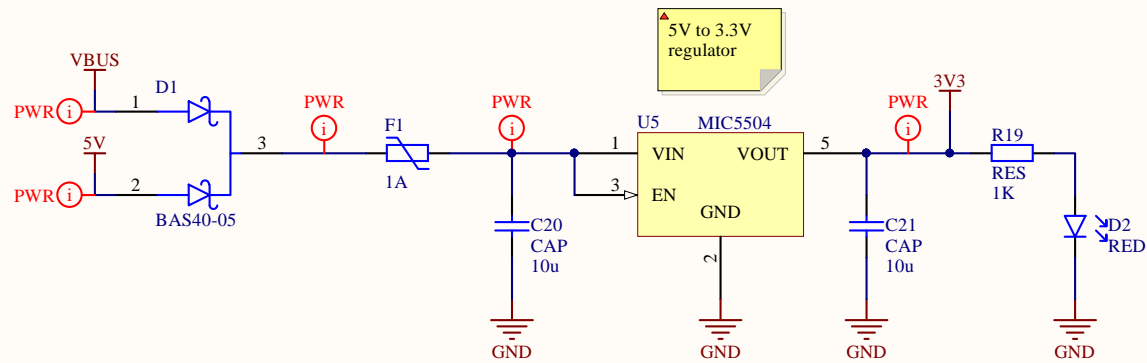 5V to 3.3V
regulator
VBUS
D1
PWR
i
1
5V
PWR
i
2
BAS40-05
3
PWR
i
F1
1A
PWR
i
C20
CAP
10u
GND
U5
MIC5504
1
VIN
VOUT
5
3
EN
GND
2
GND
PWR
i
3V3
C21
CAP
10u
GND
R19
RES
1K
D2
RED
GND